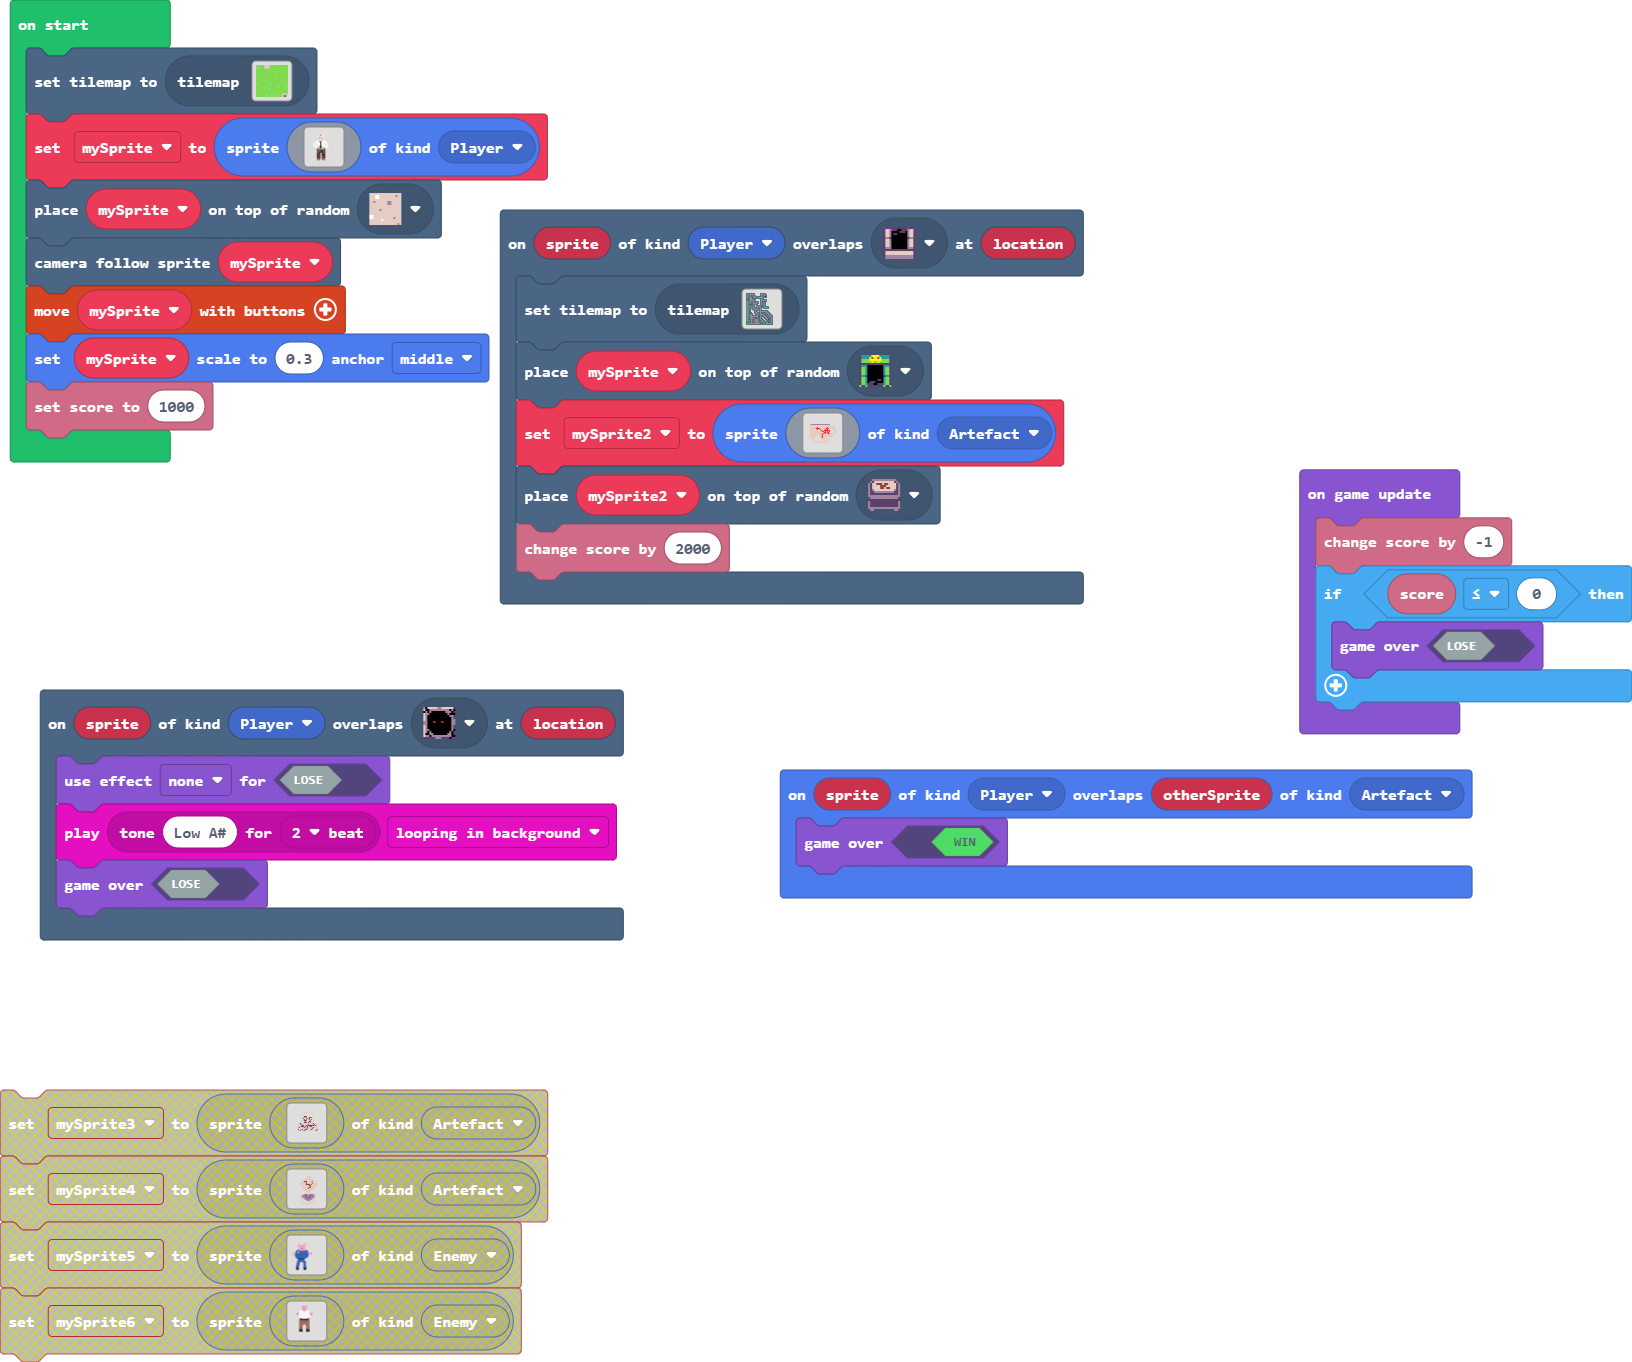 on start
set tilemap to tilemap
set mySprite to sprite of kind Player
place mySprite on top of random
camera follow sprite mySprite
move mySprite with buttons
set mySprite scale to 0.3 anchor middle
set score to 1000
on sprite of kind Player overlaps at location
set tilemap to tilemap
place mySprite on top of random
set mySprite2 to sprite of kind Artefact
place mySprite2 on top of random
change score by 2000
on game update
change score by -1
if score ≤ 0 then
game over LOSE
on sprite of kind Player overlaps at location
use effect none for LOSE
play tone Low A# for 2 beat looping in background
game over LOSE
on sprite of kind Player overlaps otherSprite of kind Artefact
game over WIN
set mySprite3 to sprite of kind Artefact
set mySprite4 to sprite of kind Artefact
set mySprite5 to sprite of kind Enemy
set mySprite6 to sprite of kind Enemy